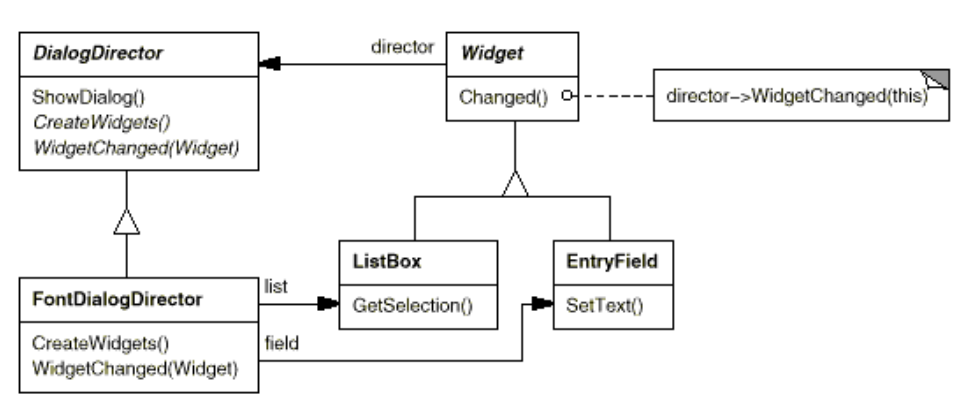 DialogDirector
ShowDialog()
CreateWidgets()
WidgetChanged(Widget)
director
Widget
Changed()
director->WidgetChanged(this)
ListBox
GetSelection()
EntryField
SetText()
FontDialogDirector
CreateWidgets()
WidgetChanged(Widget)
list
field